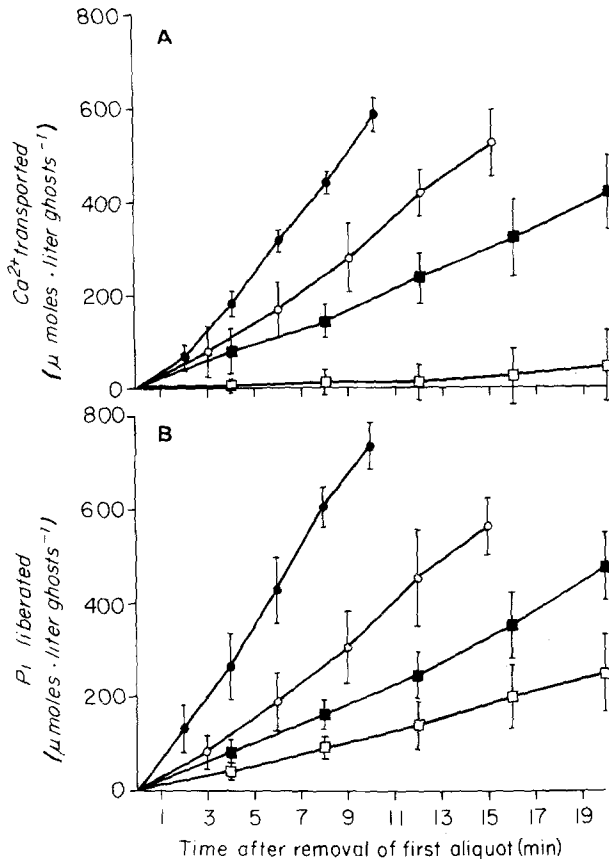 A
800
600
400
200
0
Ca²⁺ transported
(μ moles · liter ghosts⁻¹)
B
800
600
400
200
0
Pi liberated
(μmoles · liter ghosts⁻¹)
1 3 5 7 9 11 13 15 17 19
Time after removal of first aliquot (min)